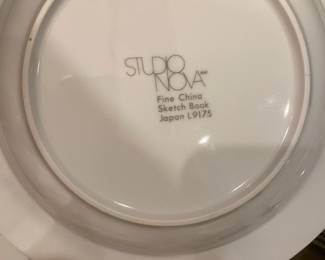 STUDIO
NOVA
Fine China
Sketch Book
Japan L9175